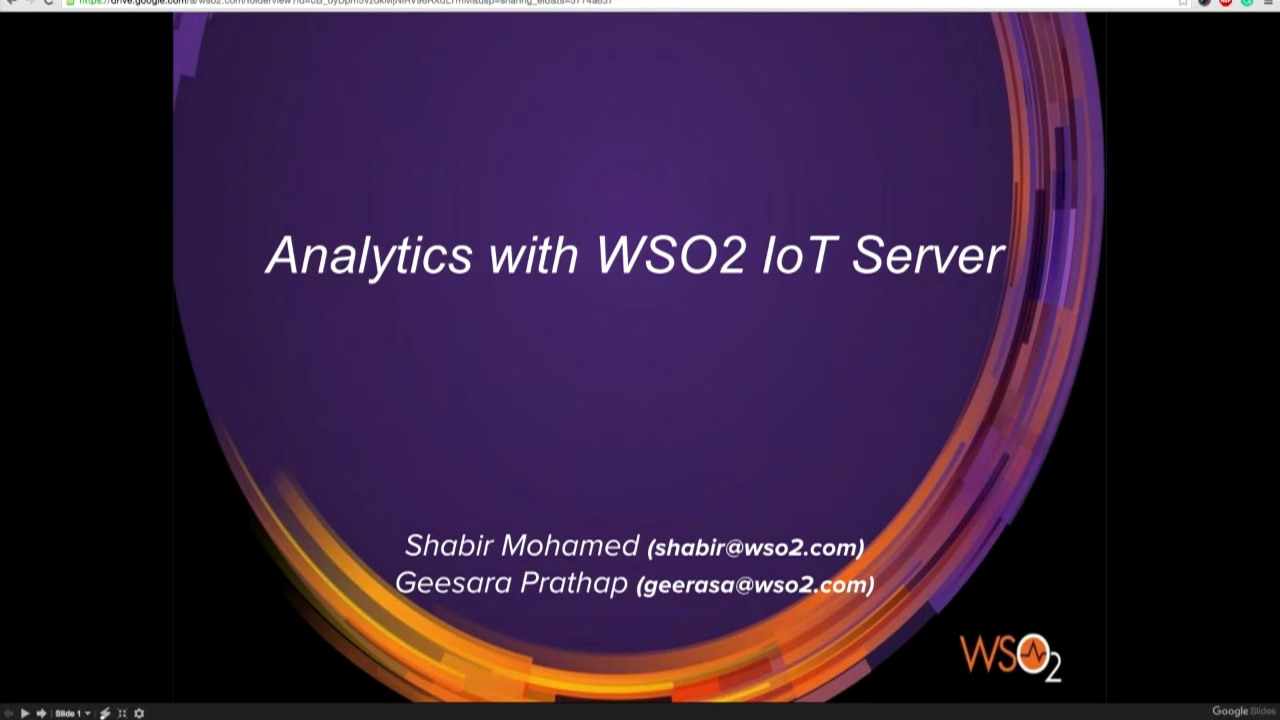 Analytics with WSO2 IoT Server
Shabir Mohamed (shabir@wso2.com)
Geesara Prathap (geerasa@wso2.com)
WSO2
Slide 1
Google Slides